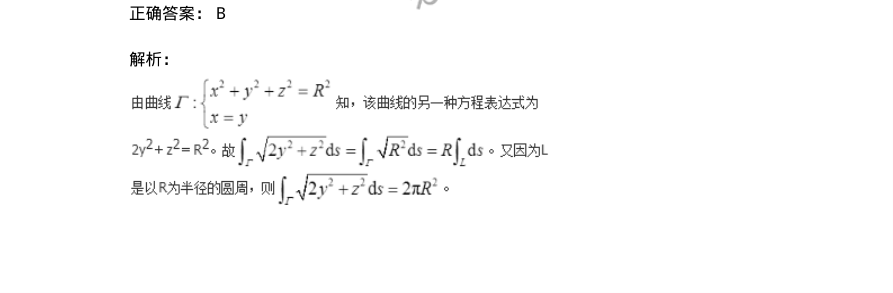 正确答案： B
解析：
由曲线 Γ : { x² + y² + z² = R²
x = y 知，该曲线的另一种方程表达式为
2y²+ z²= R²。故 ∫_Γ √(2y² + z²)ds = ∫_Γ √(R²)ds = R∫_L ds 。又因为L
是以R为半径的圆周，则 ∫_Γ √(2y² + z²)ds = 2πR² 。